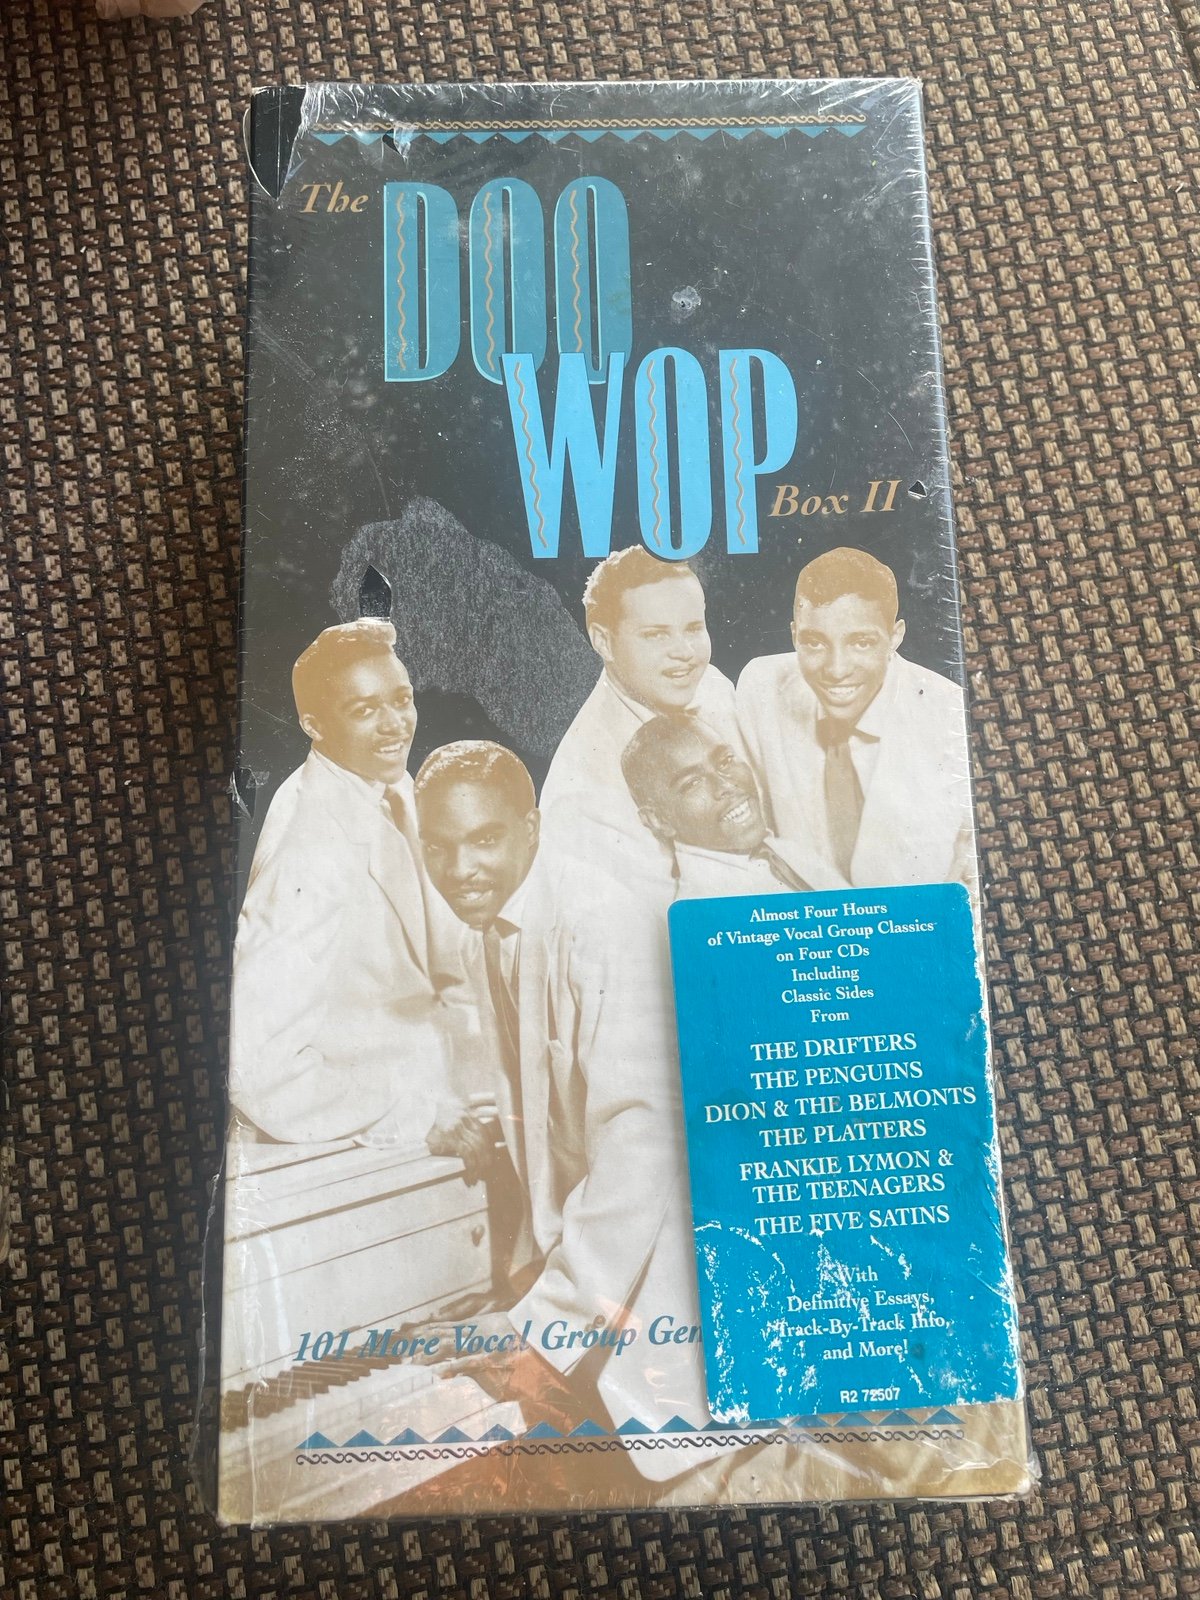 The DOO
WOP
Box II
Almost Four Hours
of Vintage Vocal Group Classics
on Four CDs
Including
Classic Sides
From
THE DRIFTERS
THE PENGUINS
DION & THE BELMONTS
THE PLATTERS
FRANKIE LYMON &
THE TEENAGERS
THE FIVE SATINS
With
Definitive Essays,
Track-By-Track Info,
and More!
R2 72507
101 More Vocal Group Gem